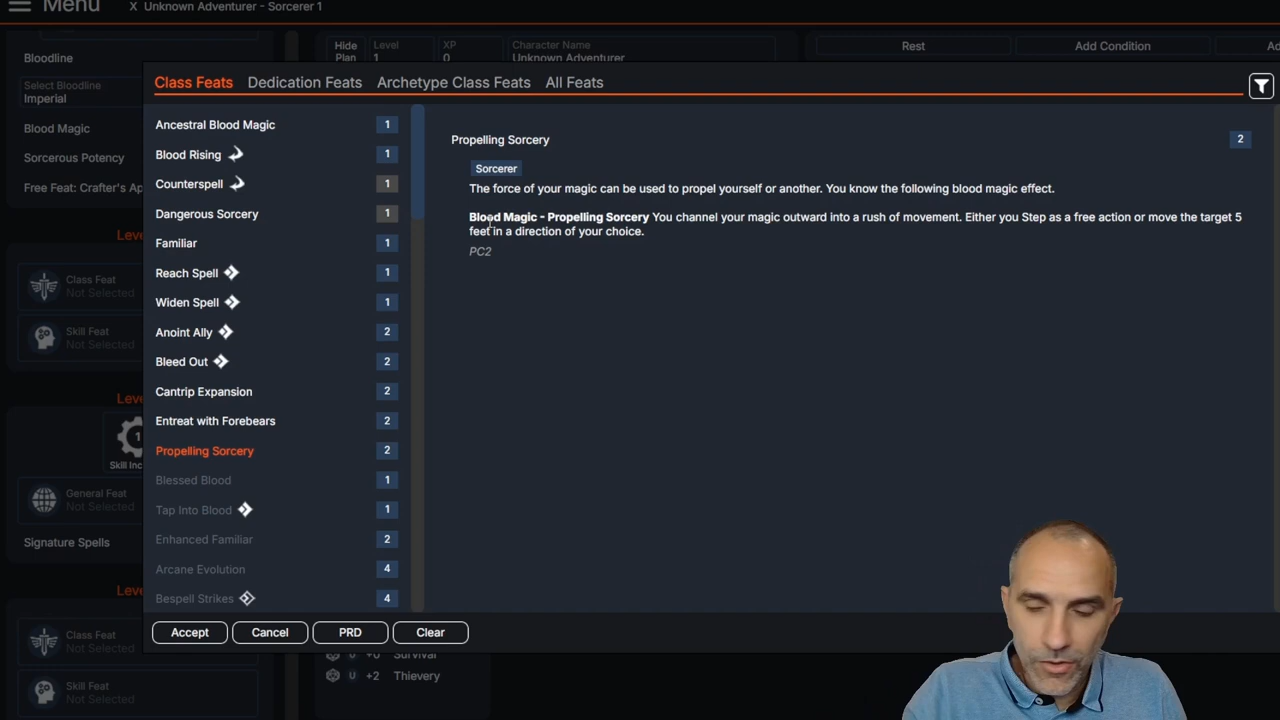 Menu
X Unknown Adventurer - Sorcerer 1
Bloodline
Select Bloodline
Imperial
Blood Magic
Sorcerous Potency
Free Feat: Crafter's Ap
Class Feat
Not Selected
Skill Feat
Not Selected
Skill Inc
General Feat
Not Selected
Signature Spells
Class Feat
Not Selected
Skill Feat
Not Selected
Hide
Plan
Level
1
XP
0
Character Name
Unknown Adventurer
Rest
Add Condition
Class Feats
Dedication Feats
Archetype Class Feats
All Feats
Ancestral Blood Magic 1
Blood Rising 1
Counterspell 1
Dangerous Sorcery 1
Familiar 1
Reach Spell 1
Widen Spell 1
Anoint Ally 2
Bleed Out 2
Cantrip Expansion 2
Entreat with Forebears 2
Propelling Sorcery 2
Blessed Blood 1
Tap Into Blood 1
Enhanced Familiar 2
Arcane Evolution 4
Bespell Strikes 4
Propelling Sorcery 2
Sorcerer
The force of your magic can be used to propel yourself or another. You know the following blood magic effect.
Blood Magic - Propelling Sorcery You channel your magic outward into a rush of movement. Either you Step as a free action or move the target 5
feet in a direction of your choice.
PC2
Accept
Cancel
PRD
Clear
U +0 Survival
U +2 Thievery